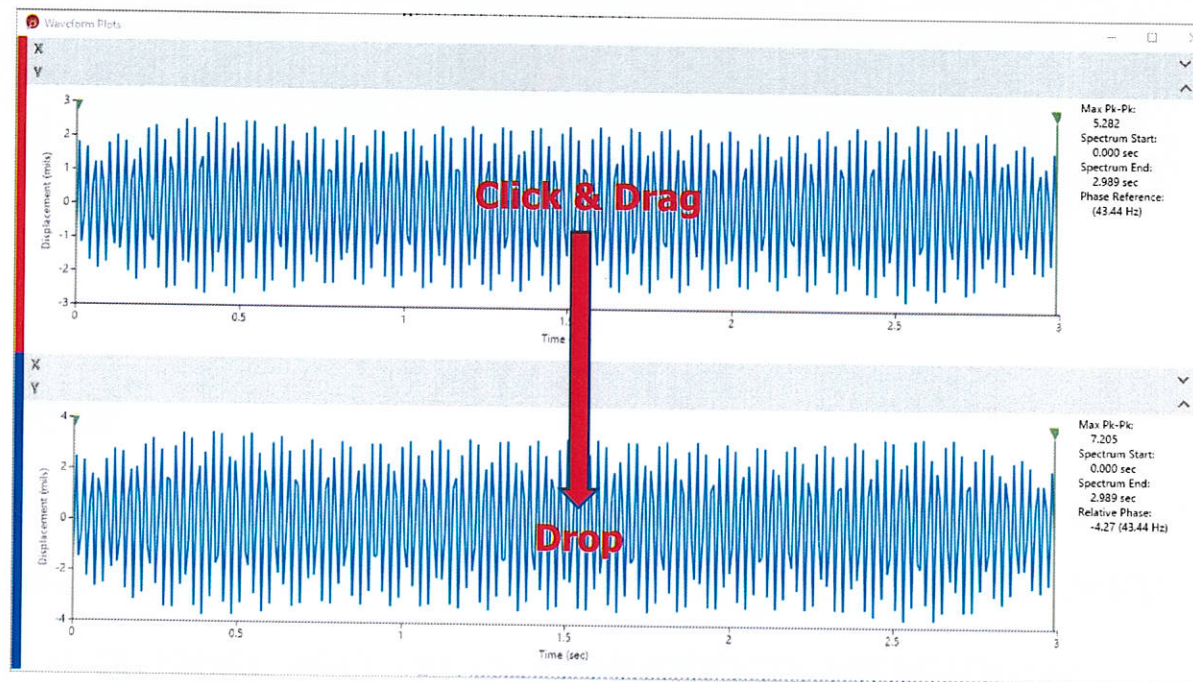 Waveform Plots
X
Y
3
2
1
0
-1
-2
-3
Displacement (mils)
0.5
1
1.5
2
2.5
3
Time
Click & Drag
Max Pk-Pk:
5.282
Spectrum Start:
0.000 sec
Spectrum End:
2.989 sec
Phase Reference:
(43.44 Hz)
X
Y
4
2
0
-2
-4
Displacement (mils)
0
0.5
1
1.5
2
2.5
3
Time (sec)
Drop
Max Pk-Pk:
7.205
Spectrum Start:
0.000 sec
Spectrum End:
2.989 sec
Relative Phase:
-4.27 (43.44 Hz)